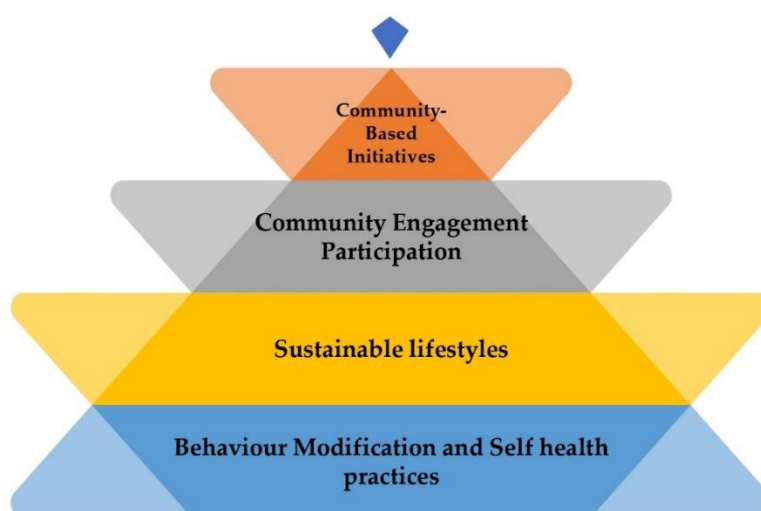 Community-
Based
Initiatives
Community Engagement
Participation
Sustainable lifestyles
Behaviour Modification and Self health
practices